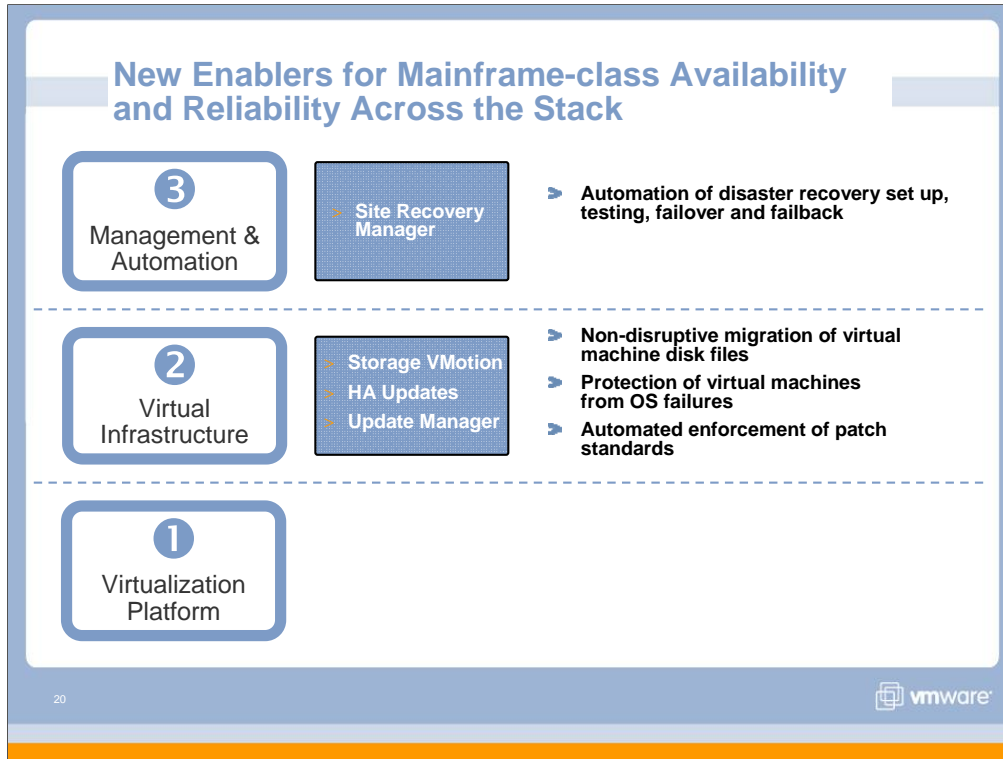 New Enablers for Mainframe-class Availability
and Reliability Across the Stack
❸
Management &
Automation
> Site Recovery
Manager
➢ Automation of disaster recovery set up,
testing, failover and failback
❷
Virtual
Infrastructure
> Storage VMotion
> HA Updates
> Update Manager
➢ Non-disruptive migration of virtual
machine disk files
➢ Protection of virtual machines
from OS failures
➢ Automated enforcement of patch
standards
❶
Virtualization
Platform
20
vmware